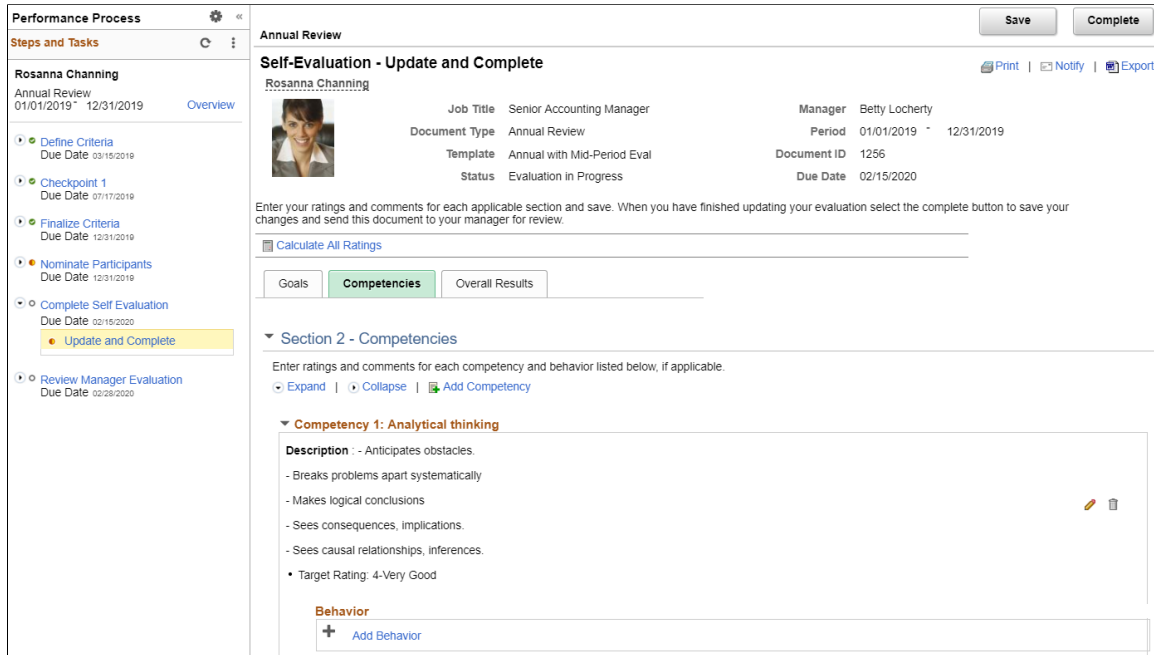 Performance Process
«
Steps and Tasks
Rosanna Channing
Annual Review
01/01/2019 - 12/31/2019 Overview
Define Criteria
Due Date 03/15/2019
Checkpoint 1
Due Date 07/17/2019
Finalize Criteria
Due Date 12/31/2019
Nominate Participants
Due Date 12/31/2019
Complete Self Evaluation
Due Date 02/15/2020
Update and Complete
Review Manager Evaluation
Due Date 02/28/2020
Save Complete
Annual Review
Self-Evaluation - Update and Complete
Print | Notify | Export
Rosanna Channing
Job Title Senior Accounting Manager Manager Betty Locherty
Document Type Annual Review Period 01/01/2019 - 12/31/2019
Template Annual with Mid-Period Eval Document ID 1256
Status Evaluation in Progress Due Date 02/15/2020
Enter your ratings and comments for each applicable section and save. When you have finished updating your evaluation select the complete button to save your
changes and send this document to your manager for review.
Calculate All Ratings
Goals Competencies Overall Results
Section 2 - Competencies
Enter ratings and comments for each competency and behavior listed below, if applicable.
Expand | Collapse | Add Competency
Competency 1: Analytical thinking
Description : - Anticipates obstacles.
- Breaks problems apart systematically
- Makes logical conclusions
- Sees consequences, implications.
- Sees causal relationships, inferences.
• Target Rating: 4-Very Good
Behavior
Add Behavior